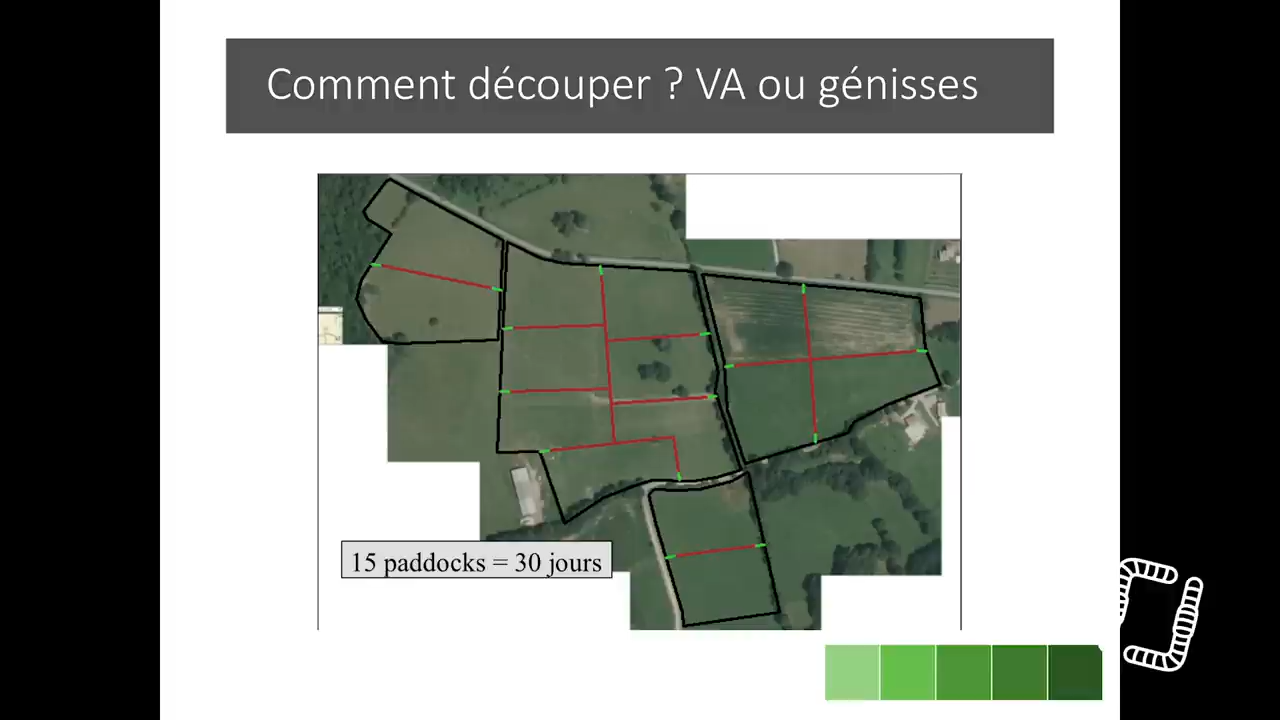 Comment découper ? VA ou génisses
15 paddocks = 30 jours